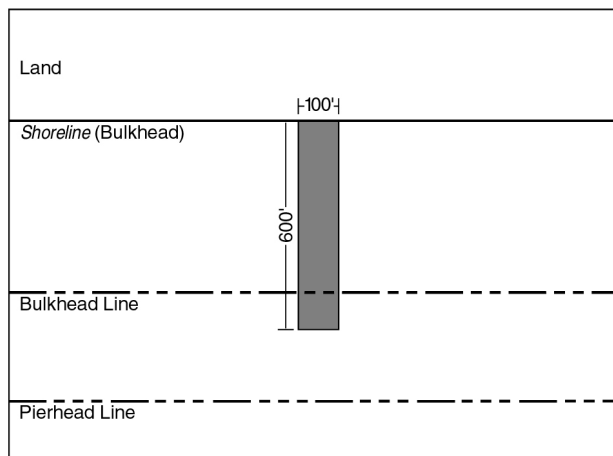 Land
100'
Shoreline (Bulkhead)
600'
Bulkhead Line
Pierhead Line